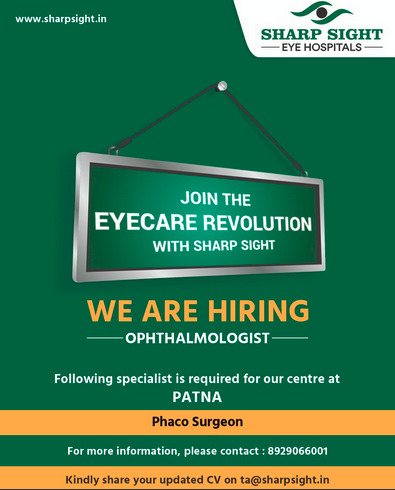 www.sharpsight.in
SHARP SIGHT
EYE HOSPITALS
JOIN THE
EYECARE REVOLUTION
WITH SHARP SIGHT
WE ARE HIRING
OPHTHALMOLOGIST
Following specialist is required for our centre at
PATNA
Phaco Surgeon
For more information, please contact : 8929066001
Kindly share your updated CV on ta@sharpsight.in